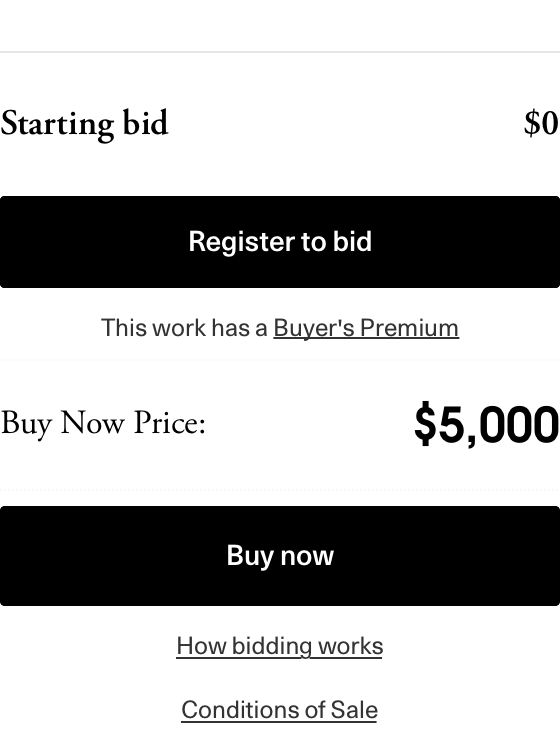 Starting bid $0
Register to bid
This work has a Buyer's Premium
Buy Now Price: $5,000
Buy now
How bidding works
Conditions of Sale